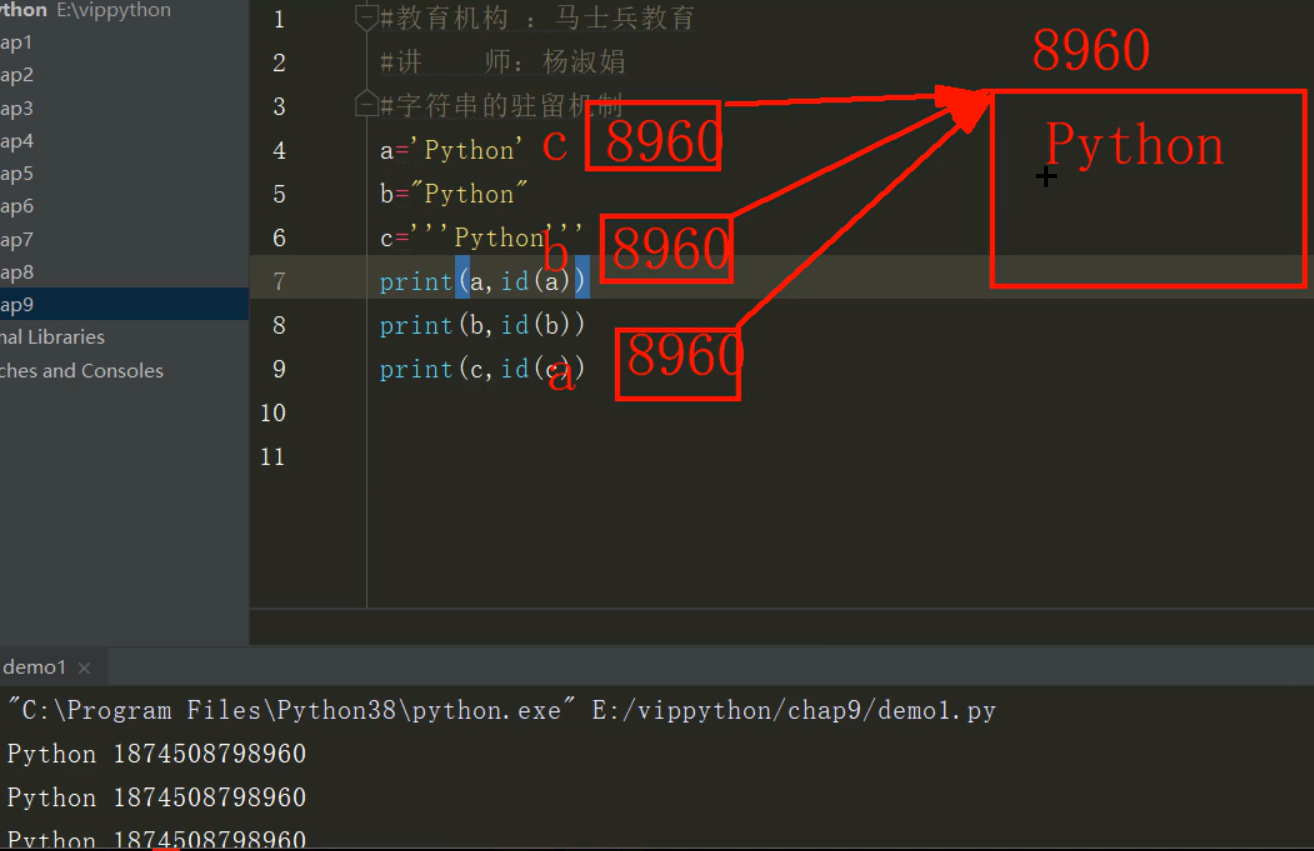 ython E:\vippython
ap1
ap2
ap3
ap4
ap5
ap6
ap7
ap8
ap9
nal Libraries
ches and Consoles
1 #教育机构 ：马士兵教育
2 #讲    师：杨淑娟
3 #字符串的驻留机制
4 a='Python'
5 b="Python"
6 c='''Python'''
7 print(a,id(a))
8 print(b,id(b))
9 print(c,id(c))
10
11
c 8960
b 8960
a 8960
8960
Python
demo1 ×
"C:\Program Files\Python38\python.exe" E:/vippython/chap9/demo1.py
Python 1874508798960
Python 1874508798960
Python 1874508798960